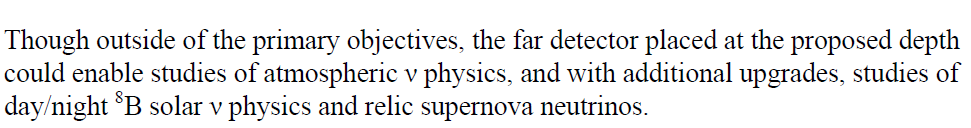 Though outside of the primary objectives, the far detector placed at the proposed depth
could enable studies of atmospheric ν physics, and with additional upgrades, studies of
day/night ⁸B solar ν physics and relic supernova neutrinos.